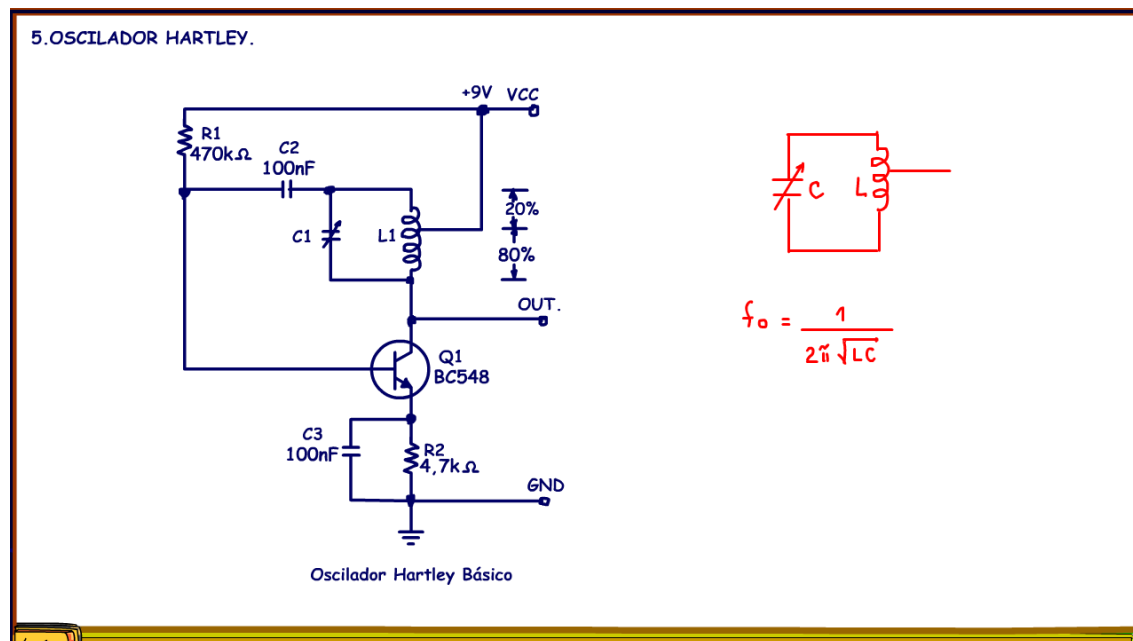 5.OSCILADOR HARTLEY.
+9V VCC
R1
470kΩ
C2
100nF
C1
L1
20%
80%
OUT.
Q1
BC548
C3
100nF
R2
4,7kΩ
GND
Oscilador Hartley Básico
C L
fo = 1 / 2π√LC